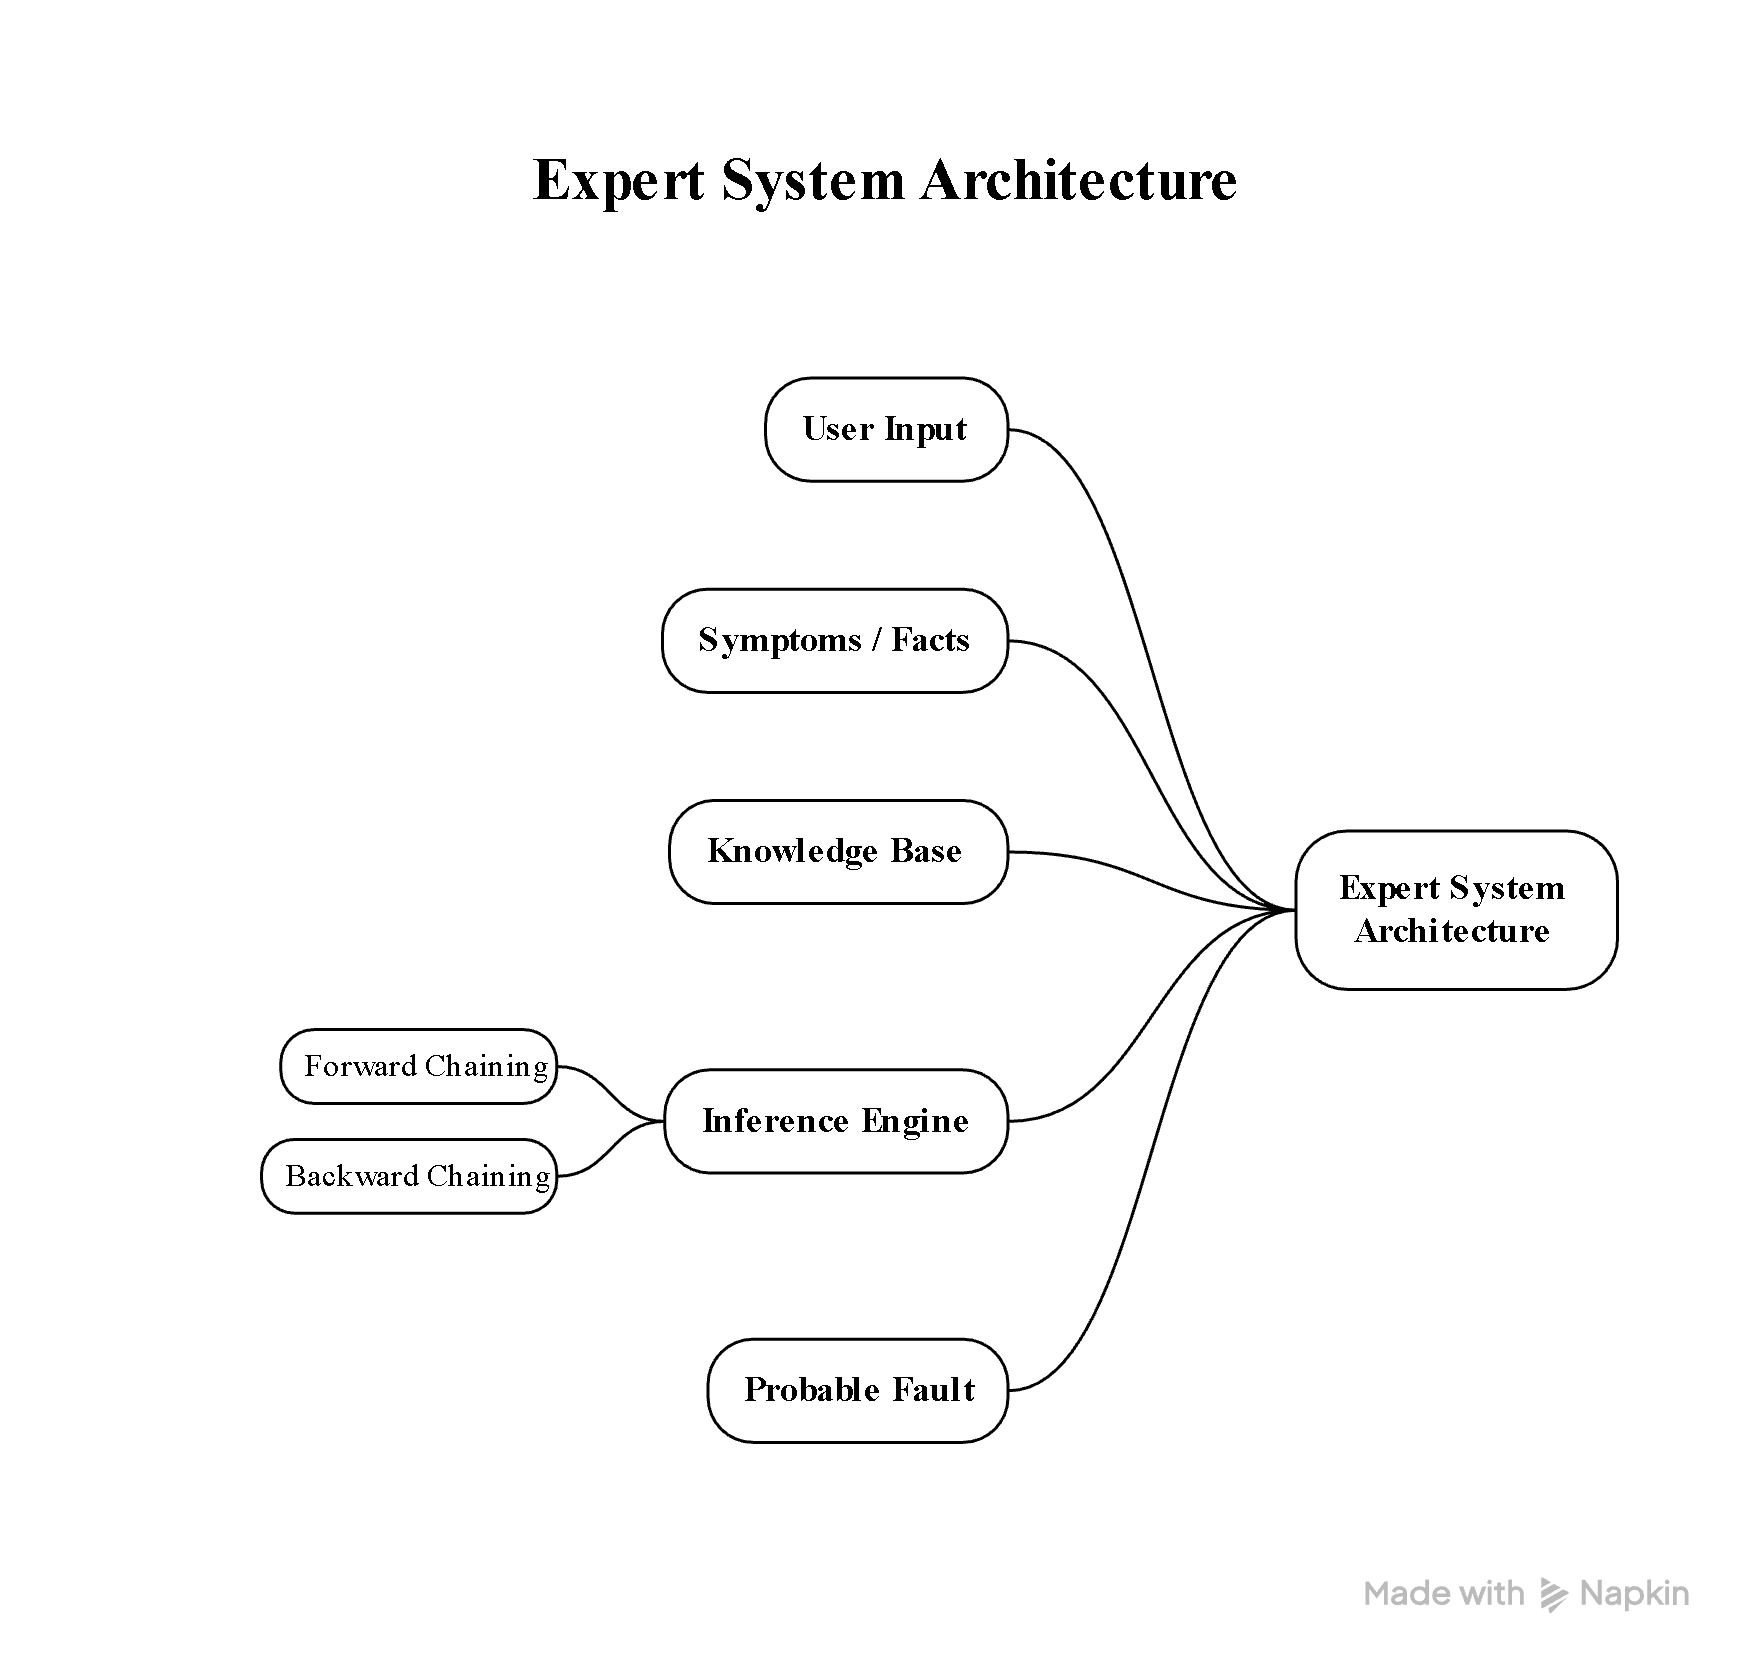 Expert System Architecture
User Input
Symptoms / Facts
Knowledge Base
Expert System
Architecture
Forward Chaining
Inference Engine
Backward Chaining
Probable Fault
Made with Napkin